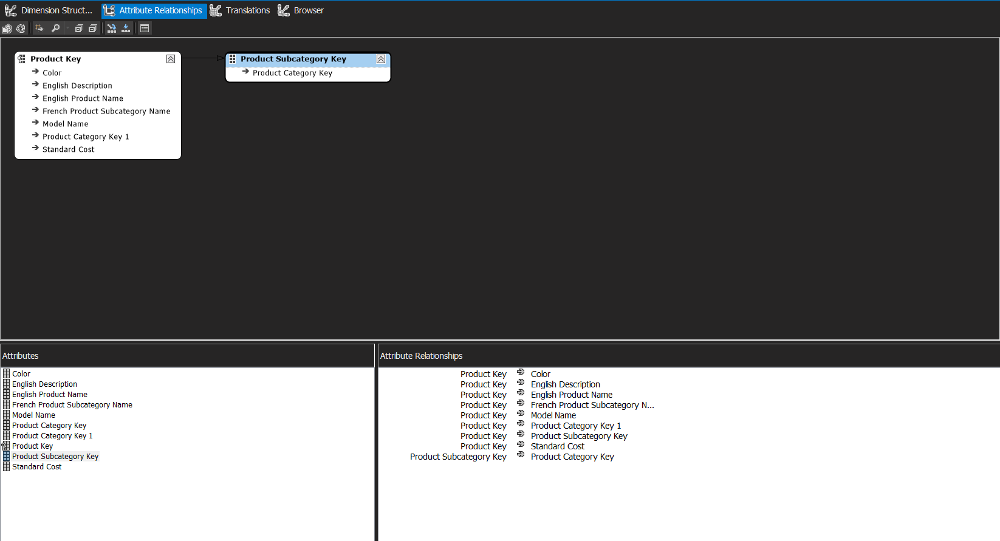 Dimension Struct... Attribute Relationships Translations Browser
Product Key
Color
English Description
English Product Name
French Product Subcategory Name
Model Name
Product Category Key 1
Standard Cost
Product Subcategory Key
Product Category Key
Attributes
Color
English Description
English Product Name
French Product Subcategory Name
Model Name
Product Category Key
Product Category Key 1
Product Key
Product Subcategory Key
Standard Cost
Attribute Relationships
Product Key Color
Product Key English Description
Product Key English Product Name
Product Key French Product Subcategory N...
Product Key Model Name
Product Key Product Category Key 1
Product Key Product Subcategory Key
Product Key Standard Cost
Product Subcategory Key Product Category Key